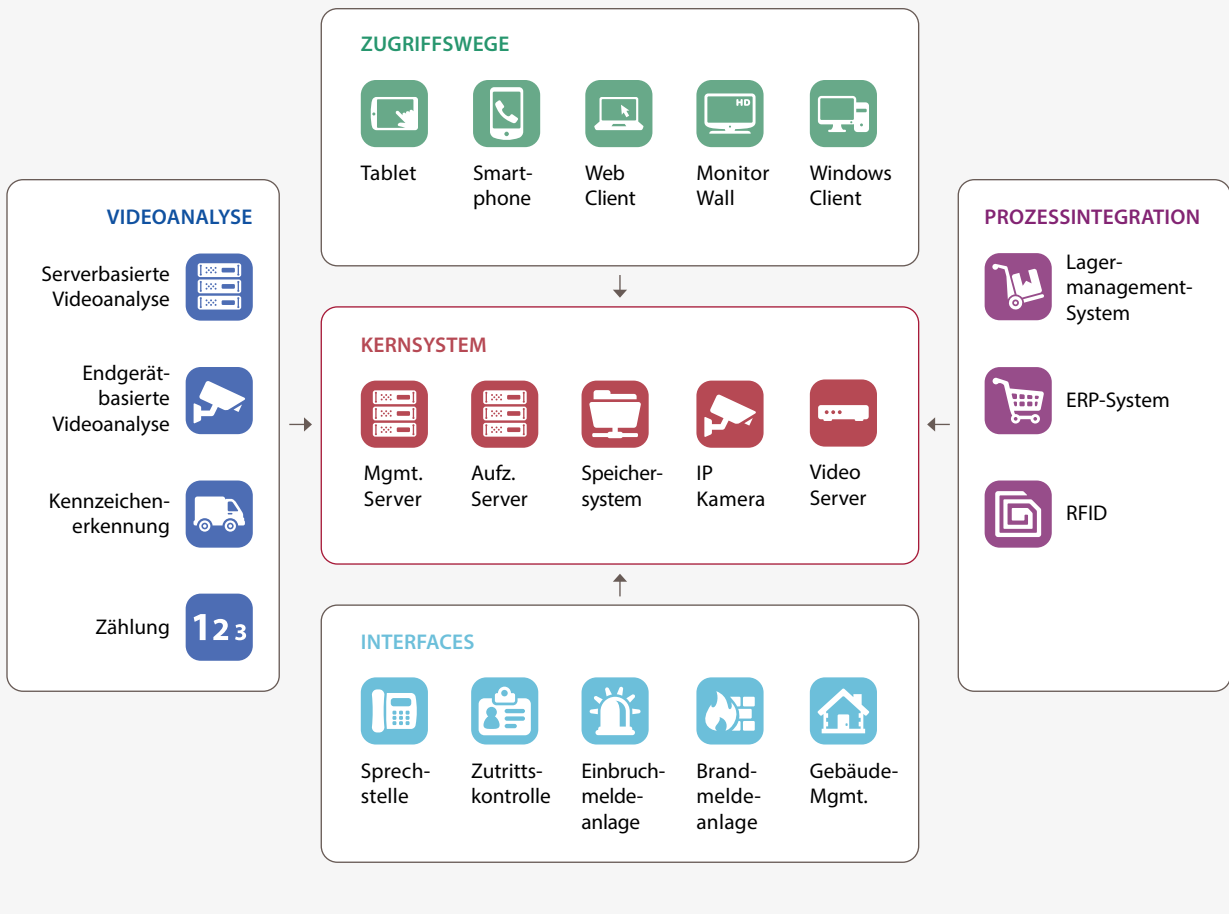 ZUGRIFFSWEGE
Tablet
Smart-
phone
Web
Client
HD
Monitor
Wall
Windows
Client
VIDEOANALYSE
Serverbasierte
Videoanalyse
Endgerät-
basierte
Videoanalyse
Kennzeichen-
erkennung
Zählung
123
KERNSYSTEM
Mgmt.
Server
Aufz.
Server
Speicher-
system
IP
Kamera
Video
Server
PROZESSINTEGRATION
Lager-
management-
System
ERP-System
RFID
INTERFACES
Sprech-
stelle
Zutritts-
kontrolle
Einbruch-
melde-
anlage
Brand-
melde-
anlage
Gebäude-
Mgmt.